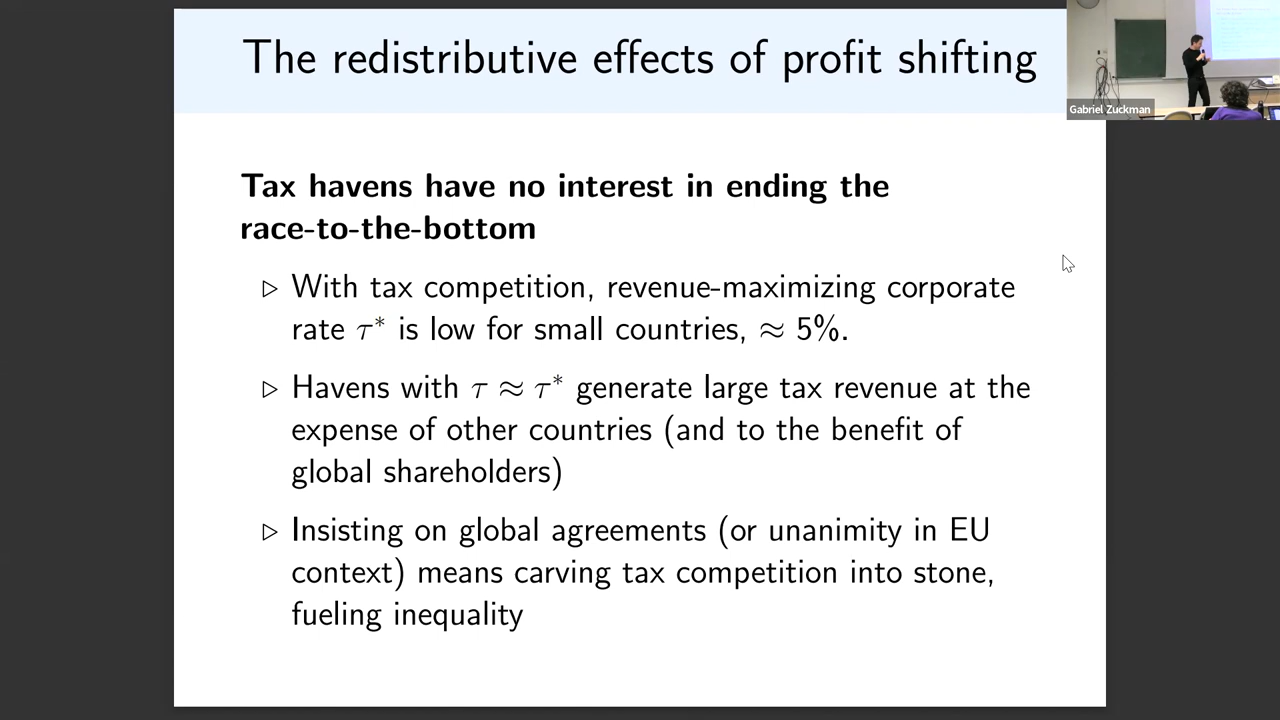 The redistributive effects of profit shifting
Gabriel Zuckman
Tax havens have no interest in ending the
race-to-the-bottom
▷ With tax competition, revenue-maximizing corporate
rate τ* is low for small countries, ≈ 5%.
▷ Havens with τ ≈ τ* generate large tax revenue at the
expense of other countries (and to the benefit of
global shareholders)
▷ Insisting on global agreements (or unanimity in EU
context) means carving tax competition into stone,
fueling inequality